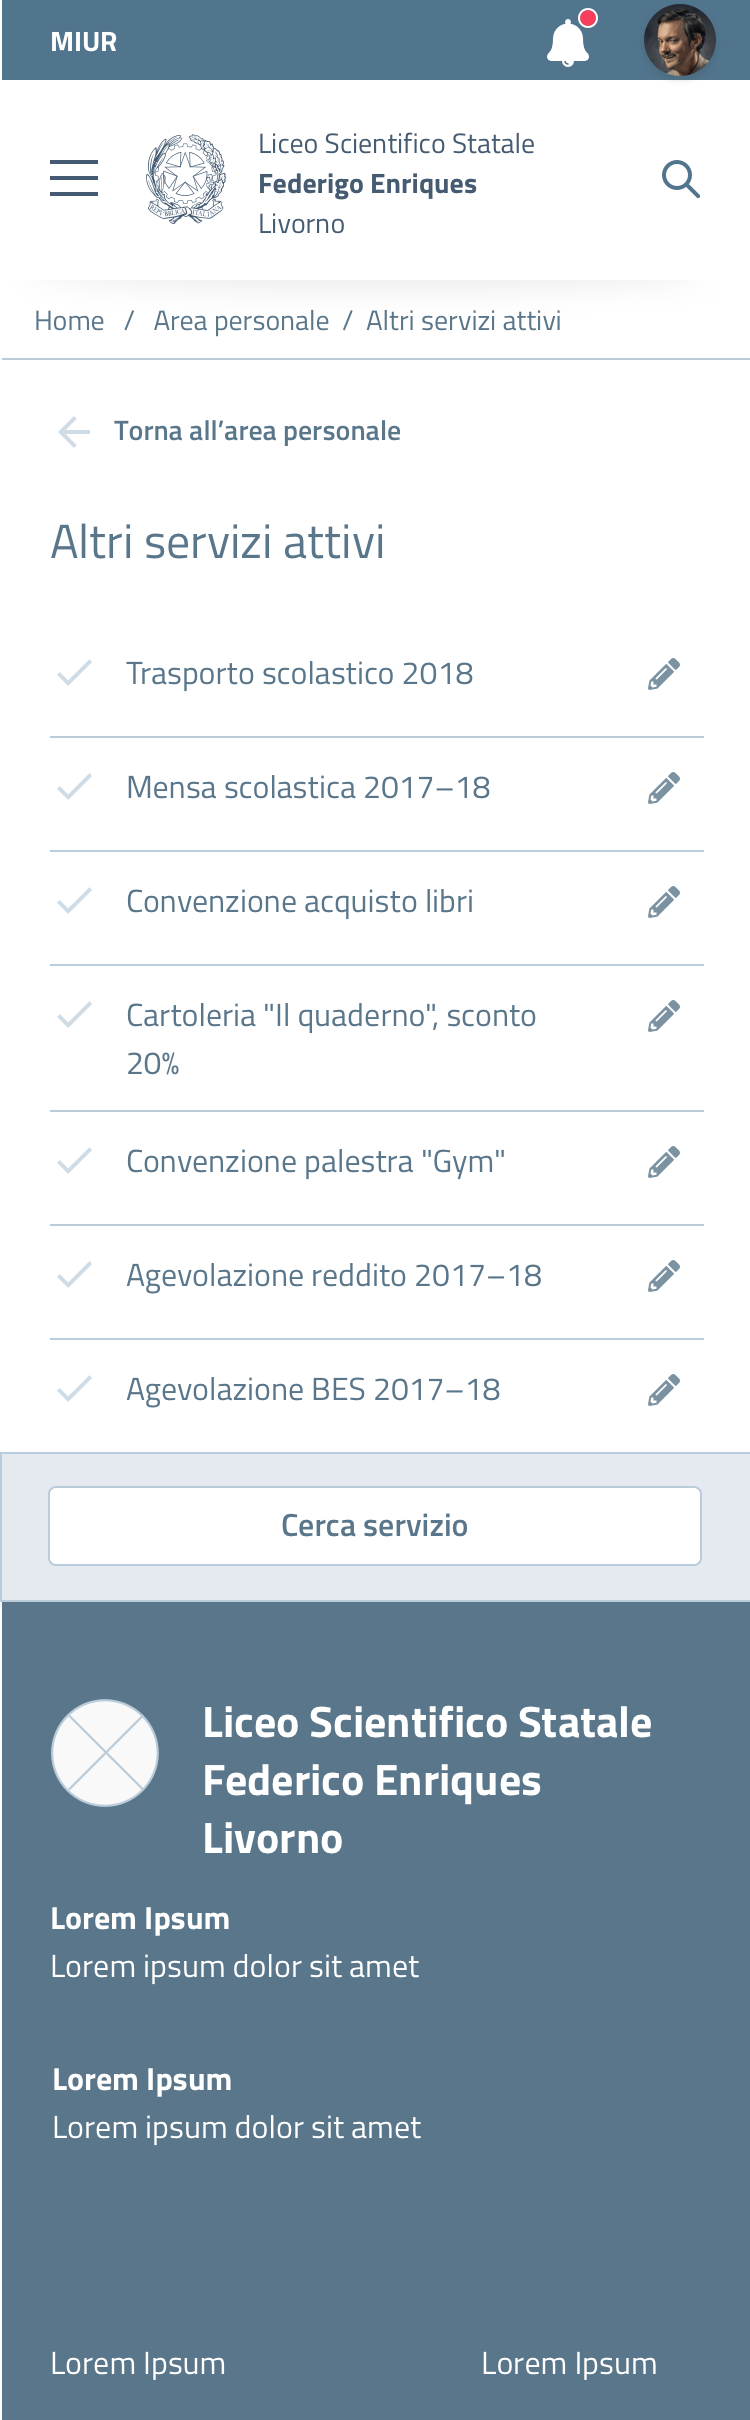 MIUR
Liceo Scientifico Statale
Federigo Enriques
Livorno
REPVBBLICA ITALIANA
Home / Area personale / Altri servizi attivi
Torna all’area personale
Altri servizi attivi
Trasporto scolastico 2018
Mensa scolastica 2017–18
Convenzione acquisto libri
Cartoleria "Il quaderno", sconto
20%
Convenzione palestra "Gym"
Agevolazione reddito 2017–18
Agevolazione BES 2017–18
Cerca servizio
Liceo Scientifico Statale
Federico Enriques
Livorno
Lorem Ipsum
Lorem ipsum dolor sit amet
Lorem Ipsum
Lorem ipsum dolor sit amet
Lorem Ipsum Lorem Ipsum